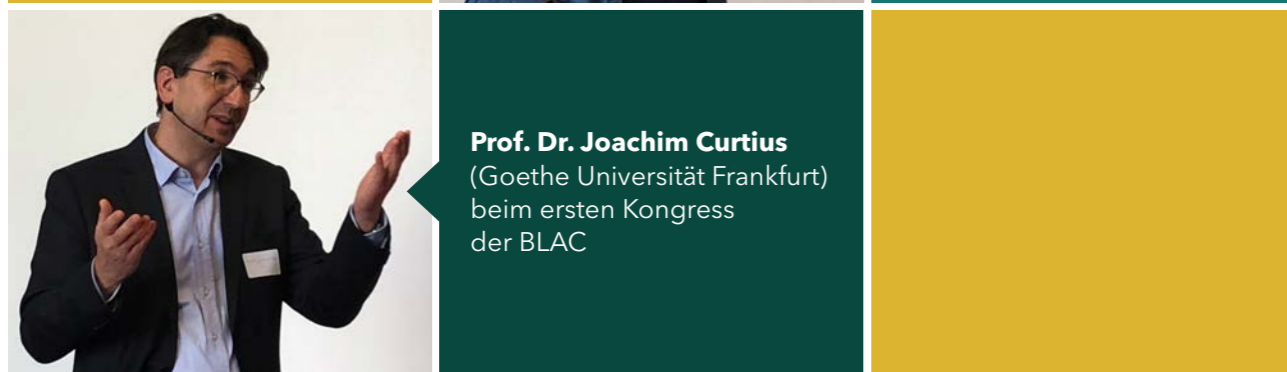 Prof. Dr. Joachim Curtius
(Goethe Universität Frankfurt)
beim ersten Kongress
der BLAC